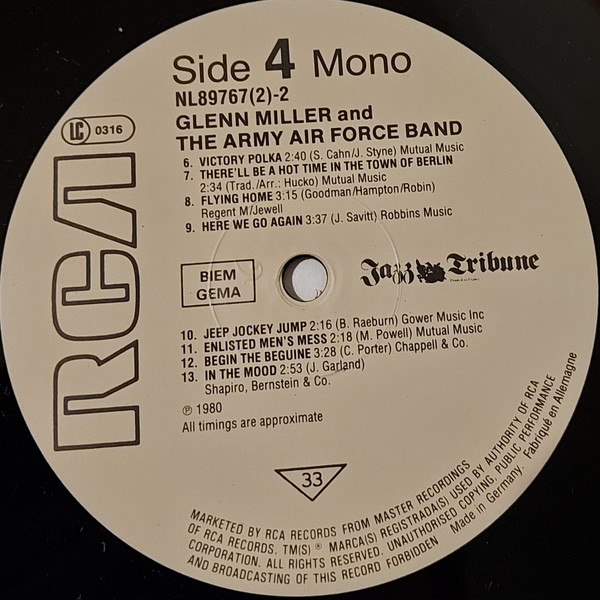 Side 4 Mono
NL89767(2)-2
GLENN MILLER and
THE ARMY AIR FORCE BAND
LC 0316
RCA
6. VICTORY POLKA 2:40 (S. Cahn/J. Styne) Mutual Music
7. THERE'LL BE A HOT TIME IN THE TOWN OF BERLIN
2:34 (Trad./Arr.: Hucko) Mutual Music
8. FLYING HOME 3:15 (Goodman/Hampton/Robin)
Regent M/Jewell
9. HERE WE GO AGAIN 3:37 (J. Savitt) Robbins Music
BIEM
GEMA
Jazz Tribune
10. JEEP JOCKEY JUMP 2:16 (B. Raeburn) Gower Music Inc
11. ENLISTED MEN'S MESS 2:18 (M. Powell) Mutual Music
12. BEGIN THE BEGUINE 3:28 (C. Porter) Chappell & Co.
13. IN THE MOOD 2:53 (J. Garland)
Shapiro, Bernstein & Co.
℗ 1980
All timings are approximate
33
MARKETED BY RCA RECORDS FROM MASTER RECORDINGS
OF RCA RECORDS. TM(S) ® MARCA(S) REGISTRADA(S) USED BY AUTHORITY OF RCA
CORPORATION. ALL RIGHTS RESERVED. UNAUTHORISED COPYING, PUBLIC PERFORMANCE
AND BROADCASTING OF THIS RECORD FORBIDDEN Made in Germany. Fabriqué en Allemagne